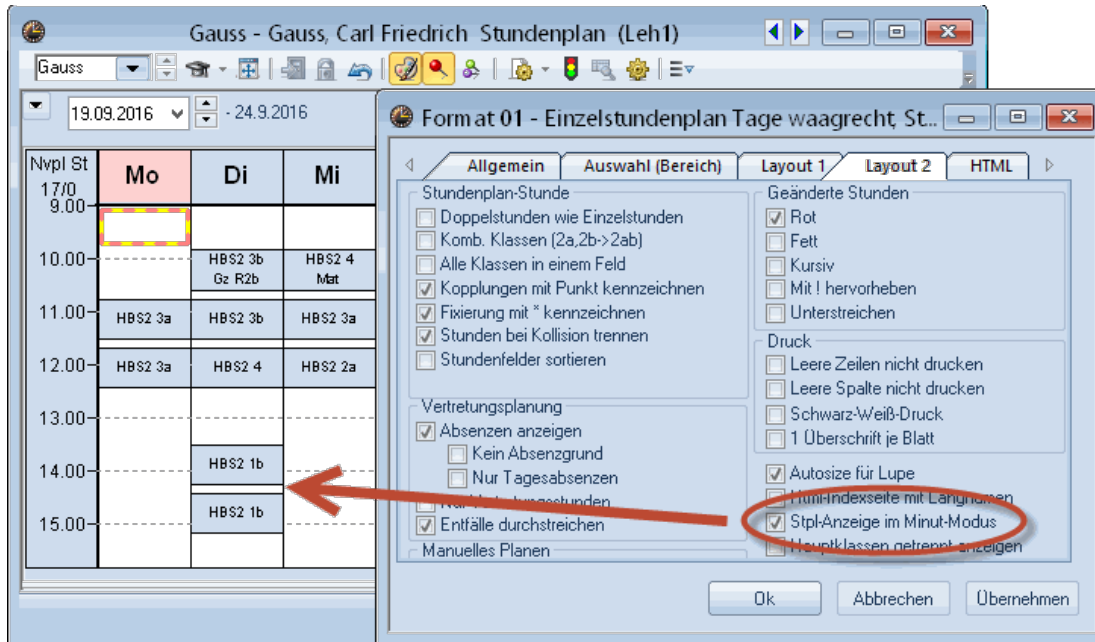 Gauss - Gauss, Carl Friedrich Stundenplan (Leh1)
Gauss
19.09.2016 - 24.9.2016
Nvpl St
17/0
Mo
Di
Mi
9.00
10.00
HBS2 3b
Gz R2b
HBS2 4
Mat
11.00
HBS2 3a
HBS2 3b
HBS2 3a
12.00
HBS2 3a
HBS2 4
HBS2 2a
13.00
14.00
HBS2 1b
15.00
HBS2 1b
Format 01 - Einzelstundenplan Tage waagrecht, St...
Allgemein
Auswahl (Bereich)
Layout 1
Layout 2
HTML
Stundenplan-Stunde
Doppelstunden wie Einzelstunden
Komb. Klassen (2a,2b->2ab)
Alle Klassen in einem Feld
Kopplungen mit Punkt kennzeichnen
Fixierung mit * kennzeichnen
Stunden bei Kollision trennen
Stundenfelder sortieren
Vertretungsplanung
Absenzen anzeigen
Kein Absenzgrund
Nur Tagesabsenzen
Entfälle durchstreichen
Manuelles Planen
Geänderte Stunden
Rot
Fett
Kursiv
Mit ! hervorheben
Unterstreichen
Druck
Leere Zeilen nicht drucken
Leere Spalte nicht drucken
Schwarz-Weiß-Druck
1 Überschrift je Blatt
Autosize für Lupe
Html-Indexseite mit Langnamen
Stpl-Anzeige im Minut-Modus
Hauptklassen getrennt anzeigen
Ok
Abbrechen
Übernehmen